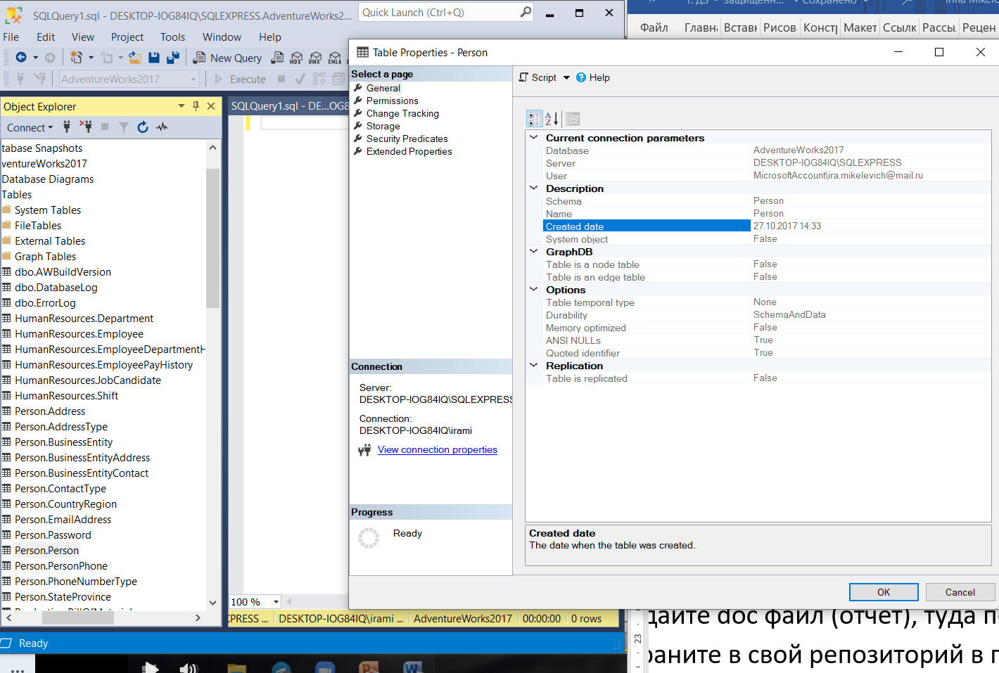 SQLQuery1.sql - DESKTOP-IOG84IQ\SQLEXPRESS.AdventureWorks2...
Quick Launch (Ctrl+Q)
File Edit View Project Tools Window Help
New Query
MDX DMX XMLA
AdventureWorks2017
Execute
Object Explorer
Connect
tabase Snapshots
ventureWorks2017
Database Diagrams
Tables
System Tables
FileTables
External Tables
Graph Tables
dbo.AWBuildVersion
dbo.DatabaseLog
dbo.ErrorLog
HumanResources.Department
HumanResources.Employee
HumanResources.EmployeeDepartmentH
HumanResources.EmployeePayHistory
HumanResources.JobCandidate
HumanResources.Shift
Person.Address
Person.AddressType
Person.BusinessEntity
Person.BusinessEntityAddress
Person.BusinessEntityContact
Person.ContactType
Person.CountryRegion
Person.EmailAddress
Person.Password
Person.Person
Person.PersonPhone
Person.PhoneNumberType
Person.StateProvince
SQLQuery1.sql - DE...OG8
100 %
XPRESS ... DESKTOP-IOG84IQ\irami ... AdventureWorks2017 00:00:00 0 rows
Ready
Файл Главн Встав Рисов Констр Макет Ссылк Рассы. Рецен
Table Properties - Person
Select a page
General
Permissions
Change Tracking
Storage
Security Predicates
Extended Properties
Connection
Server:
DESKTOP-IOG84IQ\SQLEXPRESS
Connection:
DESKTOP-IOG84IQ\irami
View connection properties
Progress
Ready
Script Help
Current connection parameters
Database AdventureWorks2017
Server DESKTOP-IOG84IQ\SQLEXPRESS
User MicrosoftAccount\ira.mikelevich@mail.ru
Description
Schema Person
Name Person
Created date 27.10.2017 14:33
System object False
GraphDB
Table is a node table False
Table is an edge table False
Options
Table temporal type None
Durability SchemaAndData
Memory optimized False
ANSI NULLs True
Quoted identifier True
Replication
Table is replicated False
Created date
The date when the table was created.
OK Cancel
дайте doc файл (отчет), туда п
раните в свой репозиторий в г
23